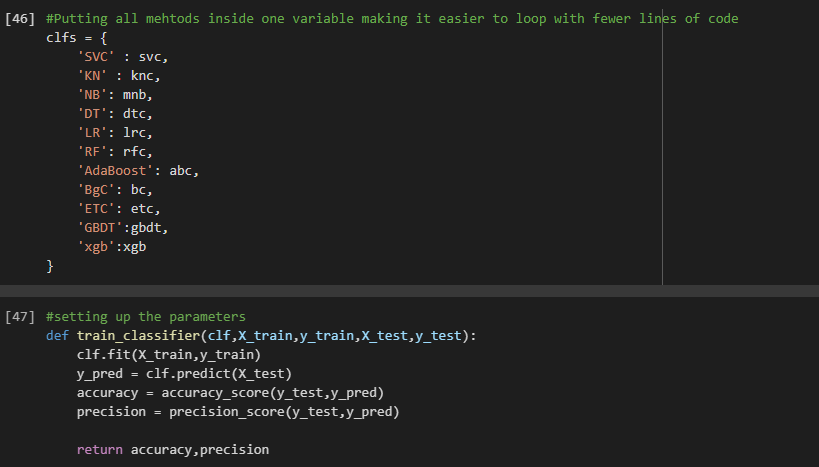 [46] #Putting all mehtods inside one variable making it easier to loop with fewer lines of code
clfs = {
    'SVC' : svc,
    'KN' : knc,
    'NB': mnb,
    'DT': dtc,
    'LR': lrc,
    'RF': rfc,
    'AdaBoost': abc,
    'BgC': bc,
    'ETC': etc,
    'GBDT':gbdt,
    'xgb':xgb
}
[47] #setting up the parameters
def train_classifier(clf,X_train,y_train,X_test,y_test):
    clf.fit(X_train,y_train)
    y_pred = clf.predict(X_test)
    accuracy = accuracy_score(y_test,y_pred)
    precision = precision_score(y_test,y_pred)
    return accuracy,precision